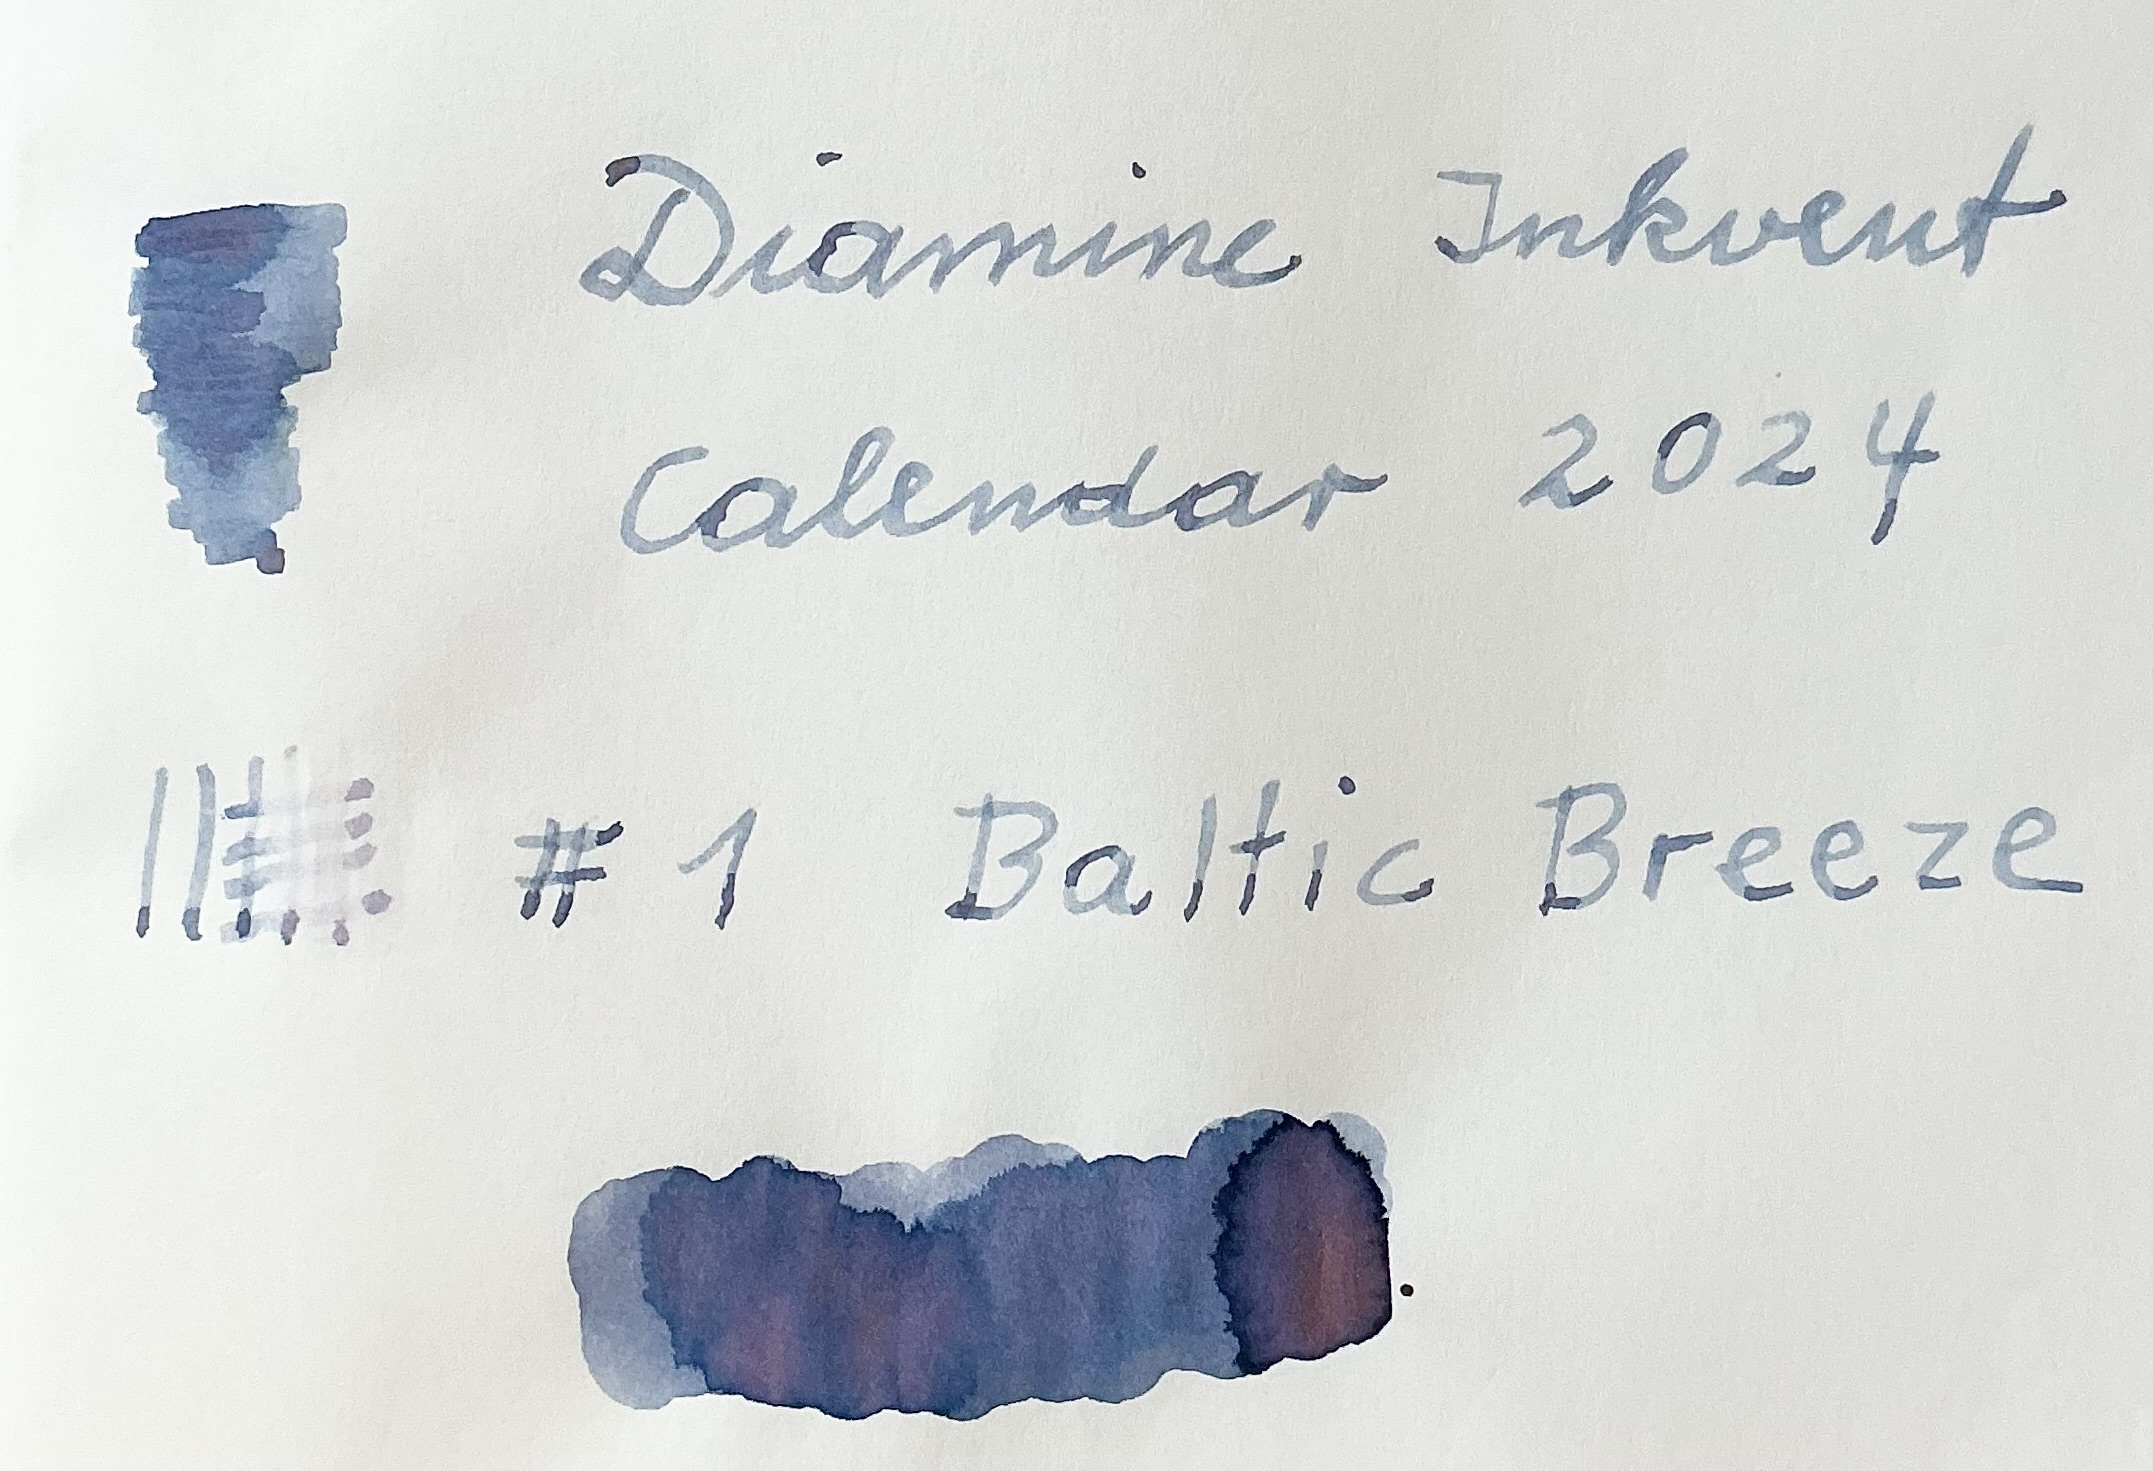 Diamine Inkvent
Calendar 2024
#1 Baltic Breeze